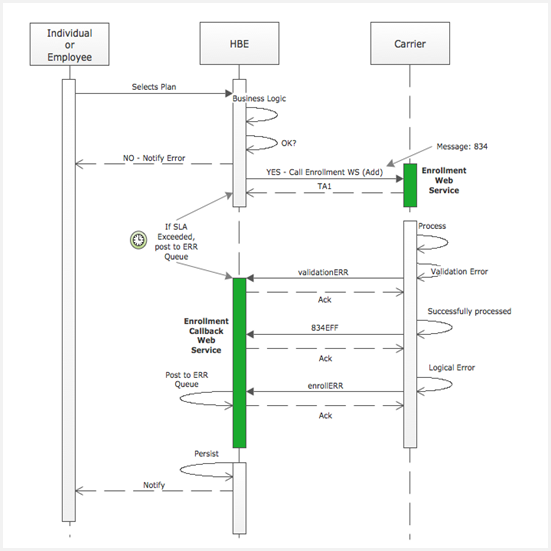 Individual
or
Employee
HBE
Carrier
Selects Plan
Business Logic
OK?
NO - Notify Error
Message: 834
YES - Call Enrollment WS (Add)
TA1
Enrollment
Web
Service
If SLA
Exceeded,
post to ERR
Queue
Process
validationERR
Validation Error
Ack
Enrollment
Callback
Web
Service
Successfully processed
834EFF
Ack
Post to ERR
Queue
Logical Error
enrollERR
Ack
Persist
Notify